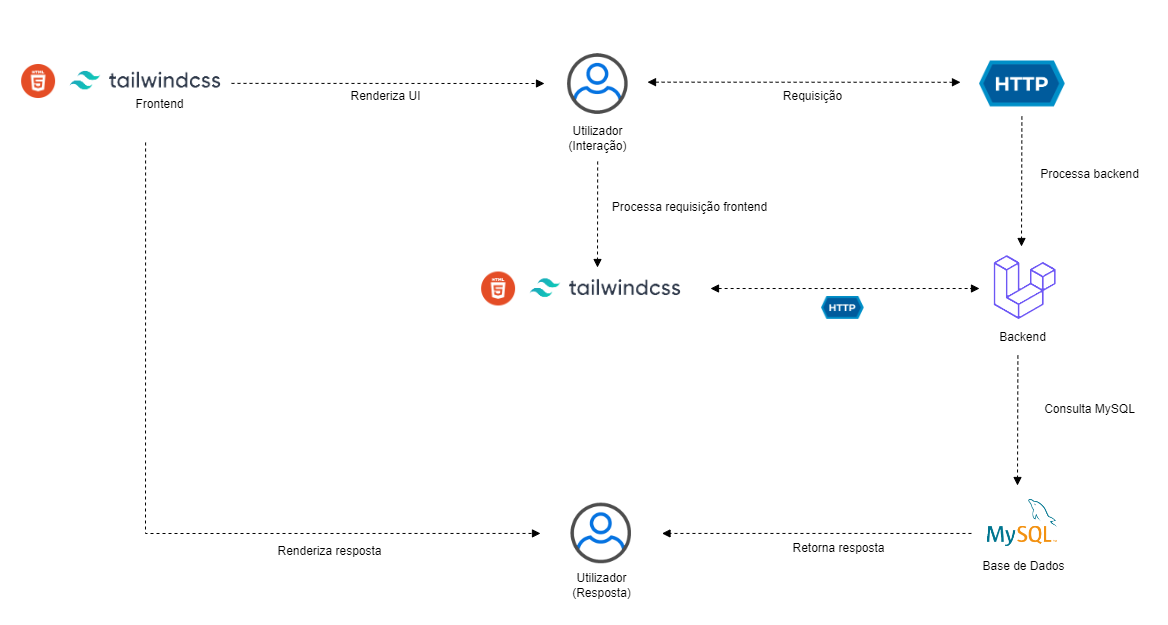 HTML
5
tailwindcss
Frontend
Renderiza UI
Utilizador
(Interação)
Requisição
HTTP
Processa backend
Processa requisição frontend
HTML
5
tailwindcss
HTTP
Backend
Consulta MySQL
Renderiza resposta
Utilizador
(Resposta)
Retorna resposta
MySQL
Base de Dados